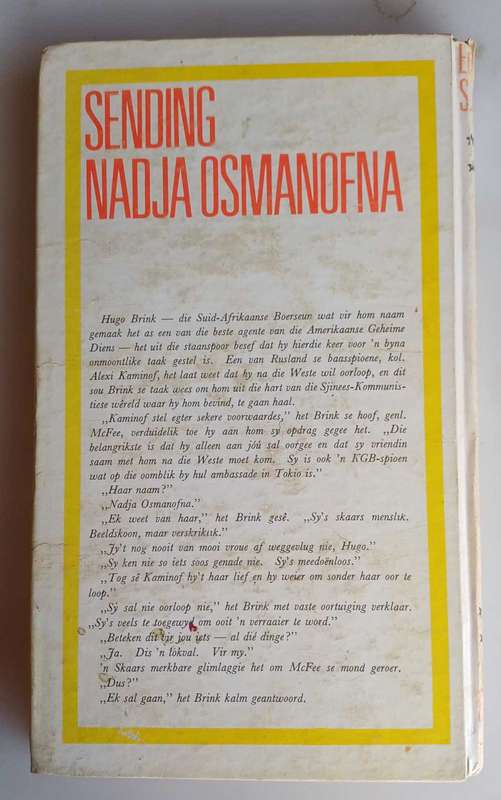 SENDING
NADJA OSMANOFNA
Hugo Brink — die Suid-Afrikaanse Boerseun wat vir hom naam
gemaak het as een van die beste agente van die Amerikaanse Geheime
Diens — het uit die staanspoor besef dat hy hierdie keer voor 'n byna
onmoontlike taak gestel is. Een van Rusland se baasspioene, kol.
Alexi Kaminof, het laat weet dat hy na die Weste wil oorloop, en dit
sou Brink se taak wees om hom uit die hart van die Sjinees-Kommunis-
tiese wêreld waar hy hom bevind, te gaan haal.
„Kaminof stel egter sekere voorwaardes,” het Brink se hoof, genl.
McFee, verduidelik toe hy aan hom sy opdrag gegee het. „Die
belangrikste is dat hy alleen aan jóú sal oorgee en dat sy vriendin
saam met hom na die Weste moet kom. Sy is ook 'n KGB-spioen
wat op die oomblik by hul ambassade in Tokio is.”
„Haar naam?”
„Nadja Osmanofna.”
„Ek weet van haar,” het Brink gesê. „Sy's skaars menslik.
Beeldskoon, maar verskriklik.”
„Jy't nog nooit van mooi vroue af weggevlug nie, Hugo.”
„Sy ken nie so iets soos genade nie. Sy's meedoënloos.”
„Tog sê Kaminof hy't haar lief en hy weier om sonder haar oor te
loop.”
„Sy sal nie oorloop nie,” het Brink met vaste oortuiging verklaar.
„Sy's veels te toegewyd om ooit 'n verraaier te word.”
„Beteken dit vir jou iets — al dié dinge?”
„Ja. Dis 'n lokval. Vir my.”
'n Skaars merkbare glimlaggie het om McFee se mond geroer.
„Dus?”
„Ek sal gaan,” het Brink kalm geantwoord.